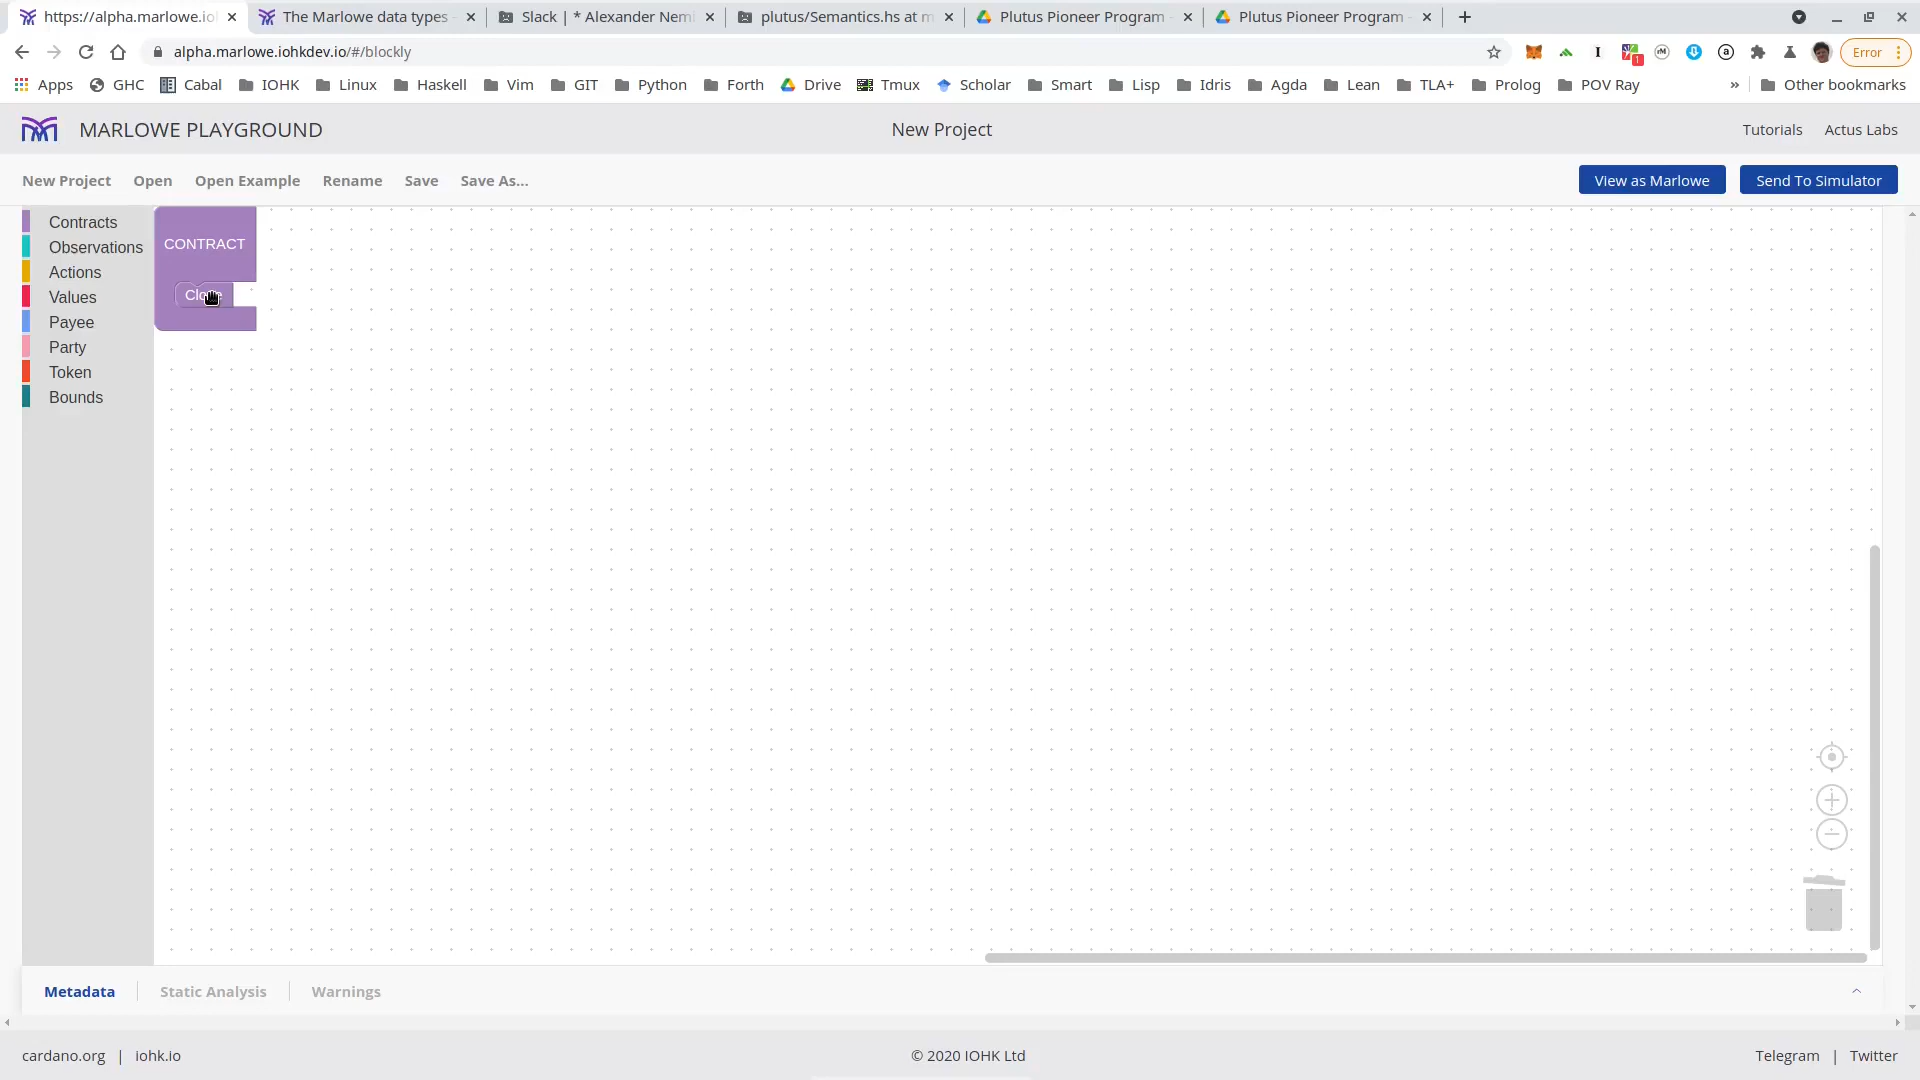 https://alpha.marlowe.io
The Marlowe data types
Slack | * Alexander Nemi
plutus/Semantics.hs at m
Plutus Pioneer Program
Plutus Pioneer Program
alpha.marlowe.iohkdev.io/#/blockly
Error
Apps
GHC
Cabal
IOHK
Linux
Haskell
Vim
GIT
Python
Forth
Drive
Tmux
Scholar
Smart
Lisp
Idris
Agda
Lean
TLA+
Prolog
POV Ray
»
Other bookmarks
MARLOWE PLAYGROUND
New Project
Tutorials
Actus Labs
New Project
Open
Open Example
Rename
Save
Save As...
View as Marlowe
Send To Simulator
Contracts
Observations
Actions
Values
Payee
Party
Token
Bounds
CONTRACT
Metadata
Static Analysis
Warnings
cardano.org | iohk.io
© 2020 IOHK Ltd
Telegram | Twitter